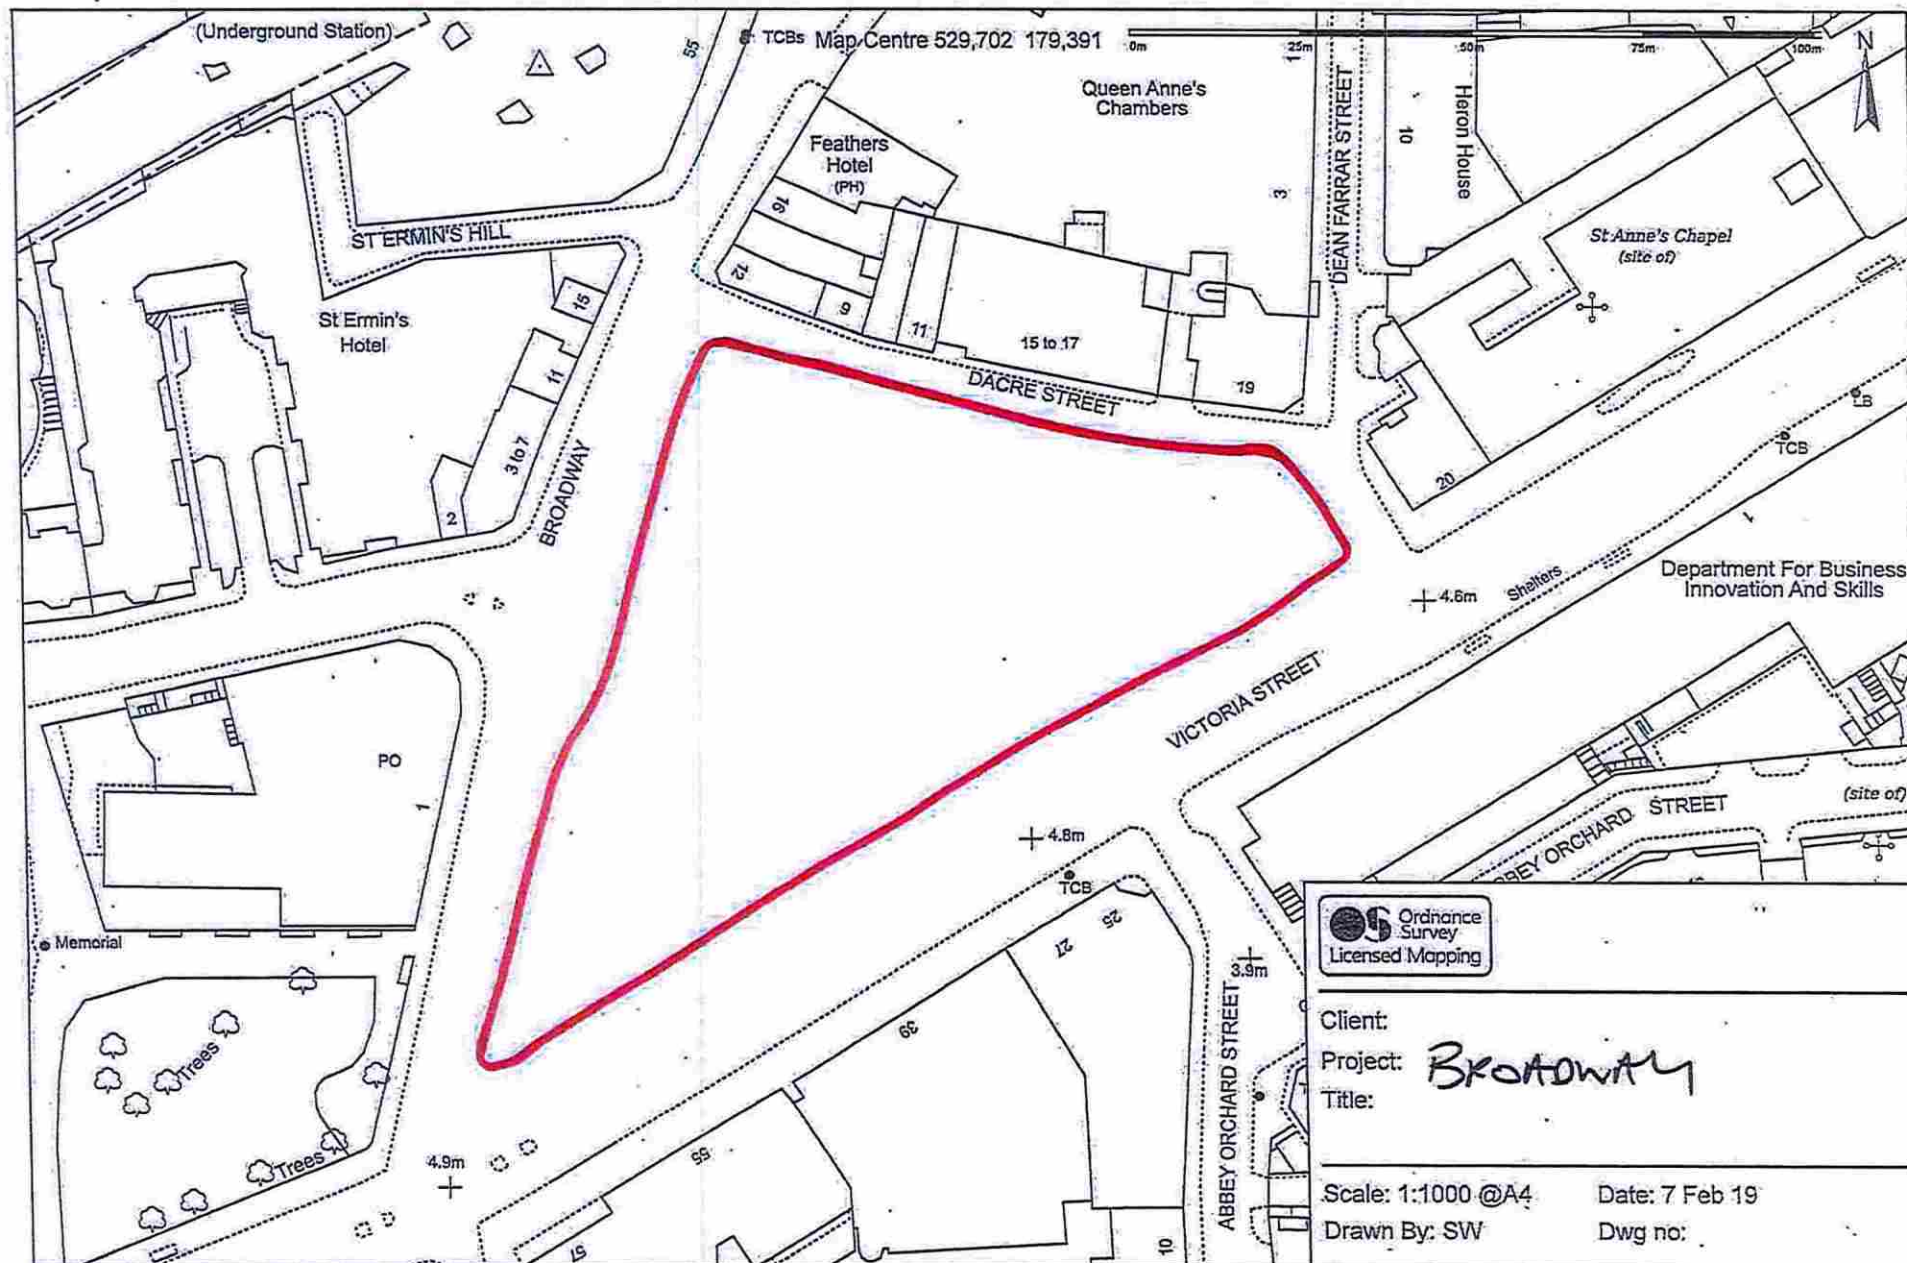 (Underground Station)
55
TCBs
Map Centre 529,702 179,391
0m
25m
50m
75m
100m
N
Queen Anne's
Chambers
Feathers
Hotel
(PH)
DEAN FARRAR STREET
10
Heron House
3
16
12
9
11
15 to 17
19
St Anne's Chapel
(site of)
ST ERMIN'S HILL
St Ermin's
Hotel
15
11
3 to 7
2
BROADWAY
DACRE STREET
20
LB
TCB
1
Department For Business
Innovation And Skills
4.6m
Shelters
VICTORIA STREET
PO
1
4.8m
TCB
25
27
STREET
(site of)
ABBEY ORCHARD
Memorial
3.9m
39
Trees
Trees
4.9m
55
57
ABBEY ORCHARD STREET
10
OS Ordnance
Survey
Licensed Mapping
Client:
Project: BROADWAY
Title:
Scale: 1:1000 @A4
Date: 7 Feb 19
Drawn By: SW
Dwg no: